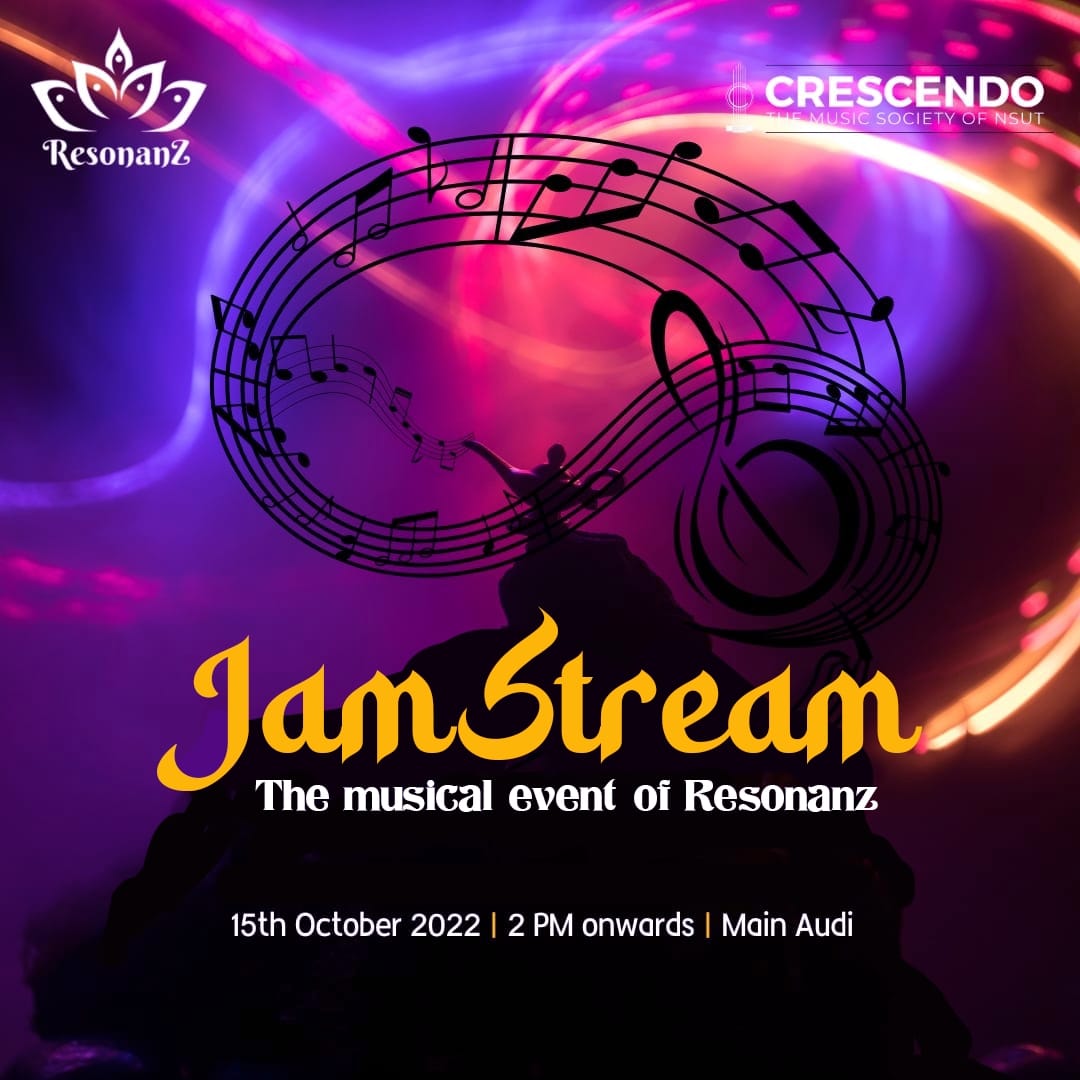 ResonanZ
CRESCENDO
THE MUSIC SOCIETY OF NSUT
JamStream
The musical event of Resonanz
15th October 2022 | 2 PM onwards | Main Audi